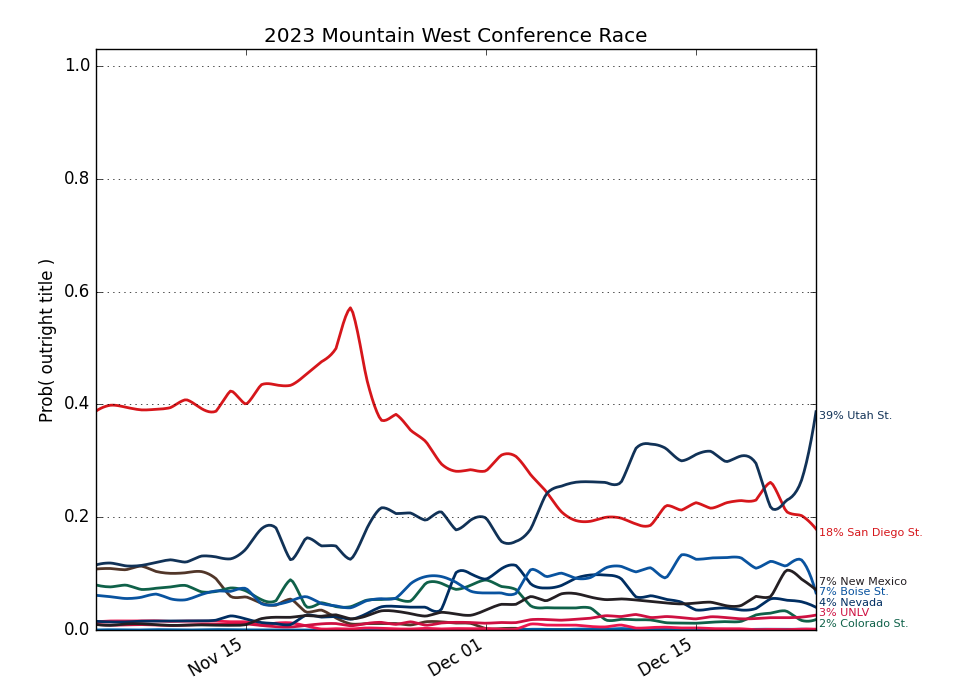 2023 Mountain West Conference Race
Prob( outright title )
1.0
0.8
0.6
0.4
0.2
0.0
Nov 15
Dec 01
Dec 15
39% Utah St.
18% San Diego St.
7% New Mexico
7% Boise St.
4% Nevada
3% UNLV
2% Colorado St.